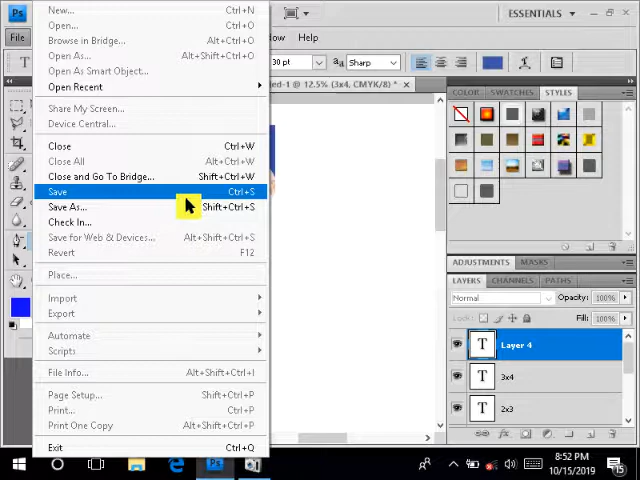 Ps
ESSENTIALS
File
Help
T
30 pt
aa
Sharp
ed-1 @ 12.5% (3x4, CMYK/8) *
New...
Ctrl+N
Open...
Ctrl+O
Browse in Bridge...
Alt+Ctrl+O
Open As...
Alt+Shift+Ctrl+O
Open As Smart Object...
Open Recent
Share My Screen...
Device Central...
Close
Ctrl+W
Close All
Alt+Ctrl+W
Close and Go To Bridge...
Shift+Ctrl+W
Save
Ctrl+S
Save As...
Shift+Ctrl+S
Check In...
Save for Web & Devices...
Alt+Shift+Ctrl+S
Revert
F12
Place...
Import
Export
Automate
Scripts
File Info...
Alt+Shift+Ctrl+I
Page Setup...
Shift+Ctrl+P
Print...
Ctrl+P
Print One Copy
Alt+Shift+Ctrl+P
Exit
Ctrl+Q
COLOR
SWATCHES
STYLES
ADJUSTMENTS
MASKS
LAYERS
CHANNELS
PATHS
Normal
Opacity: 100%
Lock:
Fill: 100%
T
Layer 4
T
3x4
T
2x3
fx
Ps
8:52 PM
10/15/2019
15